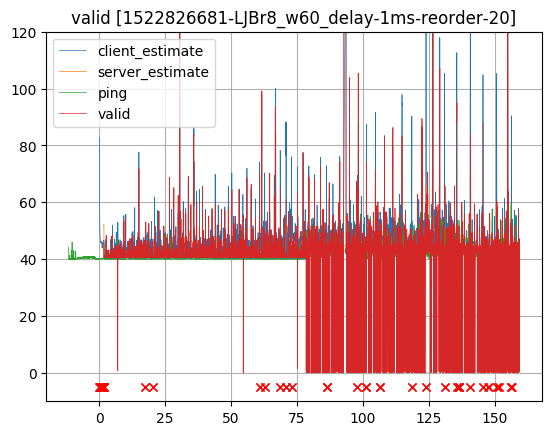 valid [1522826681-LJBr8_w60_delay-1ms-reorder-20]
client_estimate
server_estimate
ping
valid
120
100
80
60
40
20
0
0 25 50 75 100 125 150